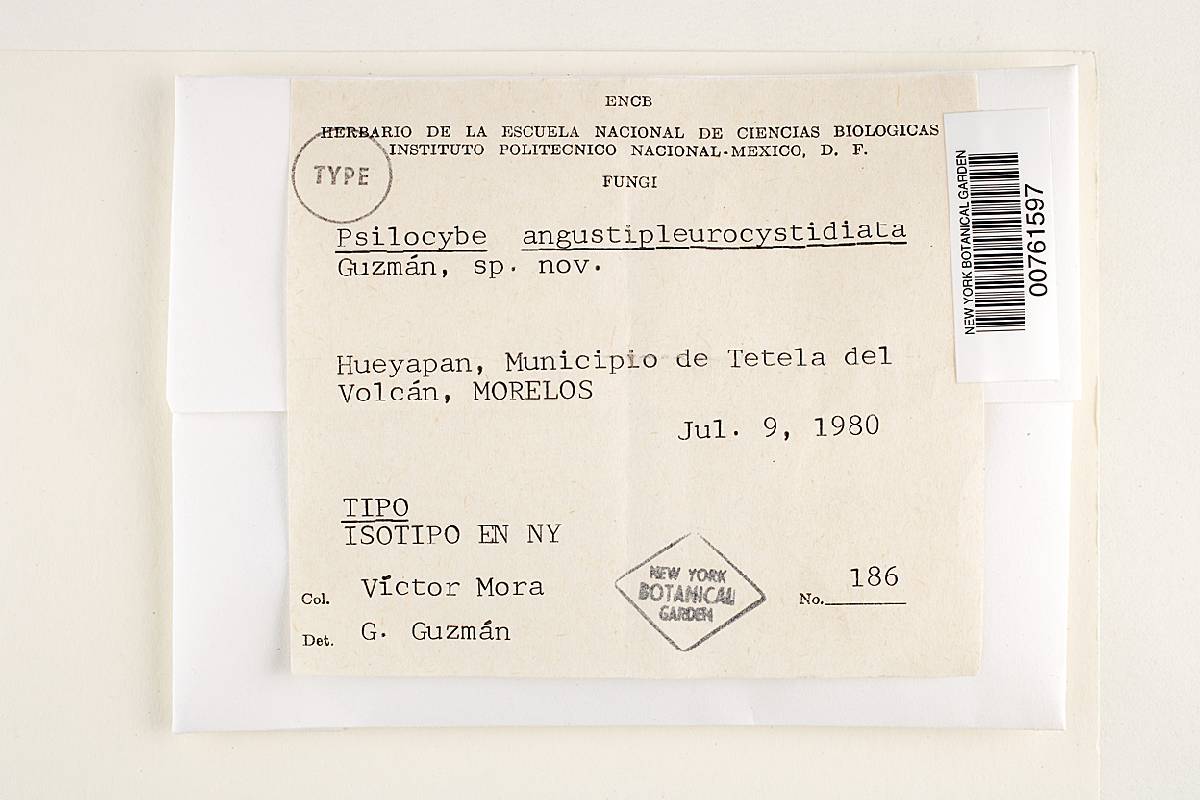 ENCB
HERBARIO DE LA ESCUELA NACIONAL DE CIENCIAS BIOLOGICAS
INSTITUTO POLITECNICO NACIONAL-MEXICO, D. F.
TYPE
FUNGI
Psilocybe angustipleurocystidiata
Guzmán, sp. nov.
Hueyapan, Municipio de Tetela del
Volcán, MORELOS
Jul. 9, 1980
TIPO
ISOTIPO EN NY
Col. Víctor Mora
No. 186
Det. G. Guzmán
NEW YORK
BOTANICAL
GARDEN
NEW YORK BOTANICAL GARDEN
00761597